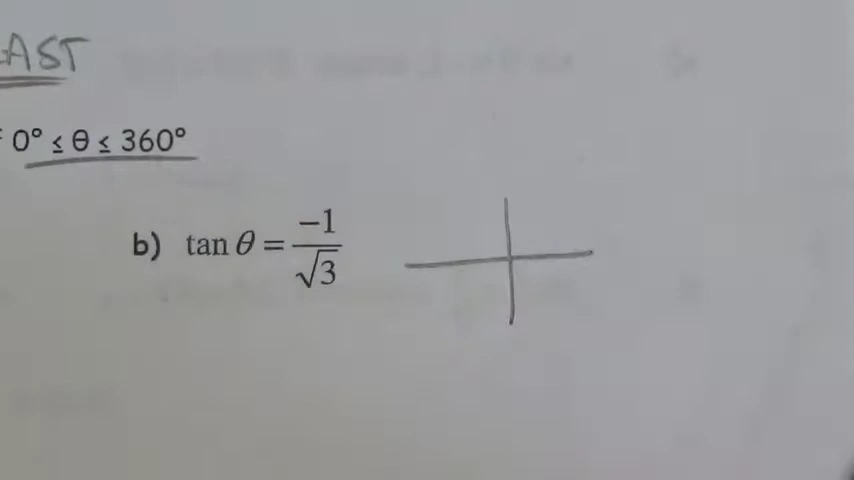 AST
0° ≤ θ ≤ 360°
b) tan θ = -1/√3